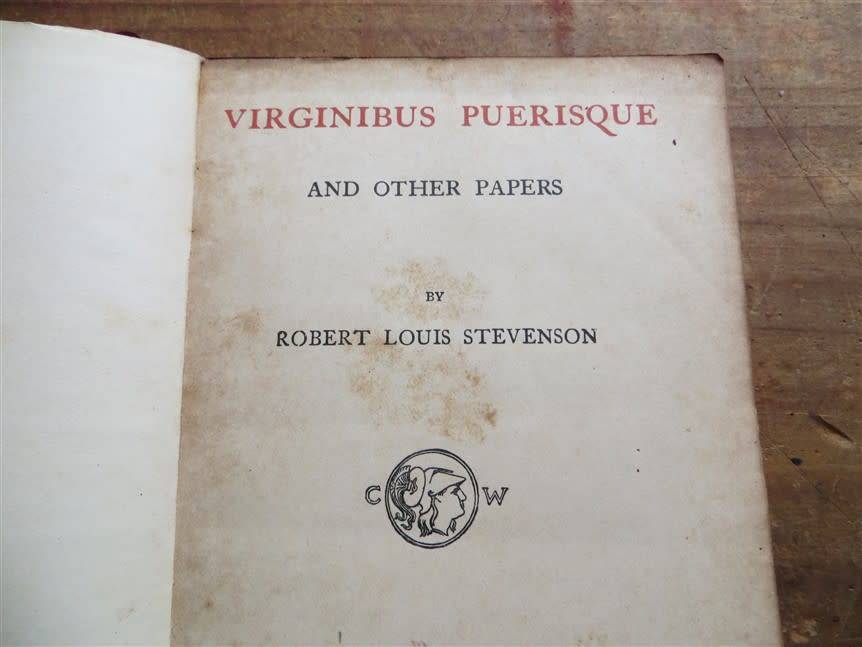 VIRGINIBUS PUERISQUE
AND OTHER PAPERS
BY
ROBERT LOUIS STEVENSON
C W